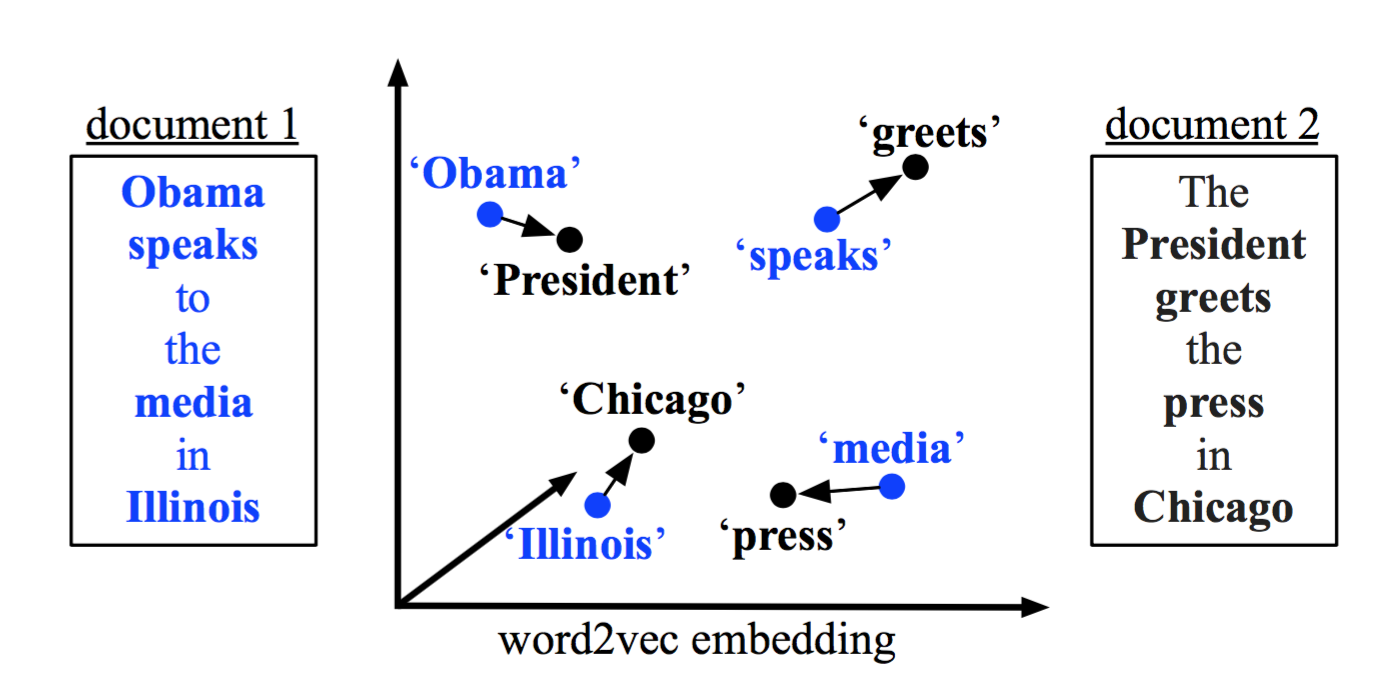 document 1
Obama
speaks
to
the
media
in
Illinois
‘Obama’
‘President’
‘greets’
‘speaks’
‘Chicago’
‘Illinois’
‘media’
‘press’
word2vec embedding
document 2
The
President
greets
the
press
in
Chicago